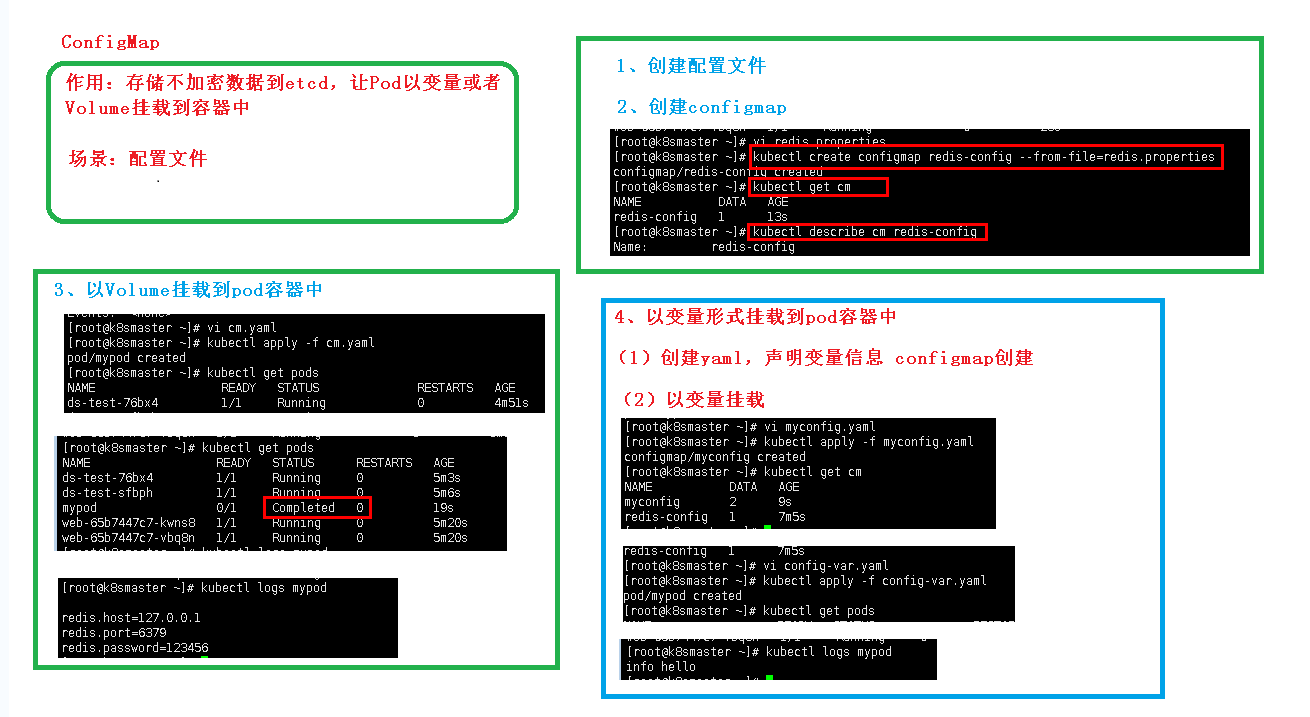 ConfigMap
作用：存储不加密数据到etcd，让Pod以变量或者
Volume挂载到容器中
场景：配置文件
1、创建配置文件
2、创建configmap
[root@k8smaster ~]# vi redis.properties
[root@k8smaster ~]# kubectl create configmap redis-config --from-file=redis.properties
configmap/redis-config created
[root@k8smaster ~]# kubectl get cm
NAME DATA AGE
redis-config 1 13s
[root@k8smaster ~]# kubectl describe cm redis-config
Name: redis-config
3、以Volume挂载到pod容器中
Events: <none>
[root@k8smaster ~]# vi cm.yaml
[root@k8smaster ~]# kubectl apply -f cm.yaml
pod/mypod created
[root@k8smaster ~]# kubectl get pods
NAME READY STATUS RESTARTS AGE
ds-test-76bx4 1/1 Running 0 4m51s
[root@k8smaster ~]# kubectl get pods
NAME READY STATUS RESTARTS AGE
ds-test-76bx4 1/1 Running 0 5m3s
ds-test-sfbph 1/1 Running 0 5m6s
mypod 0/1 Completed 0 19s
web-65b7447c7-kwns8 1/1 Running 0 5m20s
web-65b7447c7-vbq8n 1/1 Running 0 5m20s
[root@k8smaster ~]# kubectl logs mypod
redis.host=127.0.0.1
redis.port=6379
redis.password=123456
4、以变量形式挂载到pod容器中
（1）创建yaml，声明变量信息 configmap创建
（2）以变量挂载
[root@k8smaster ~]# vi myconfig.yaml
[root@k8smaster ~]# kubectl apply -f myconfig.yaml
configmap/myconfig created
[root@k8smaster ~]# kubectl get cm
NAME DATA AGE
myconfig 2 9s
redis-config 1 7m5s
redis-config 1 7m5s
[root@k8smaster ~]# vi config-var.yaml
[root@k8smaster ~]# kubectl apply -f config-var.yaml
pod/mypod created
[root@k8smaster ~]# kubectl get pods
[root@k8smaster ~]# kubectl logs mypod
info hello